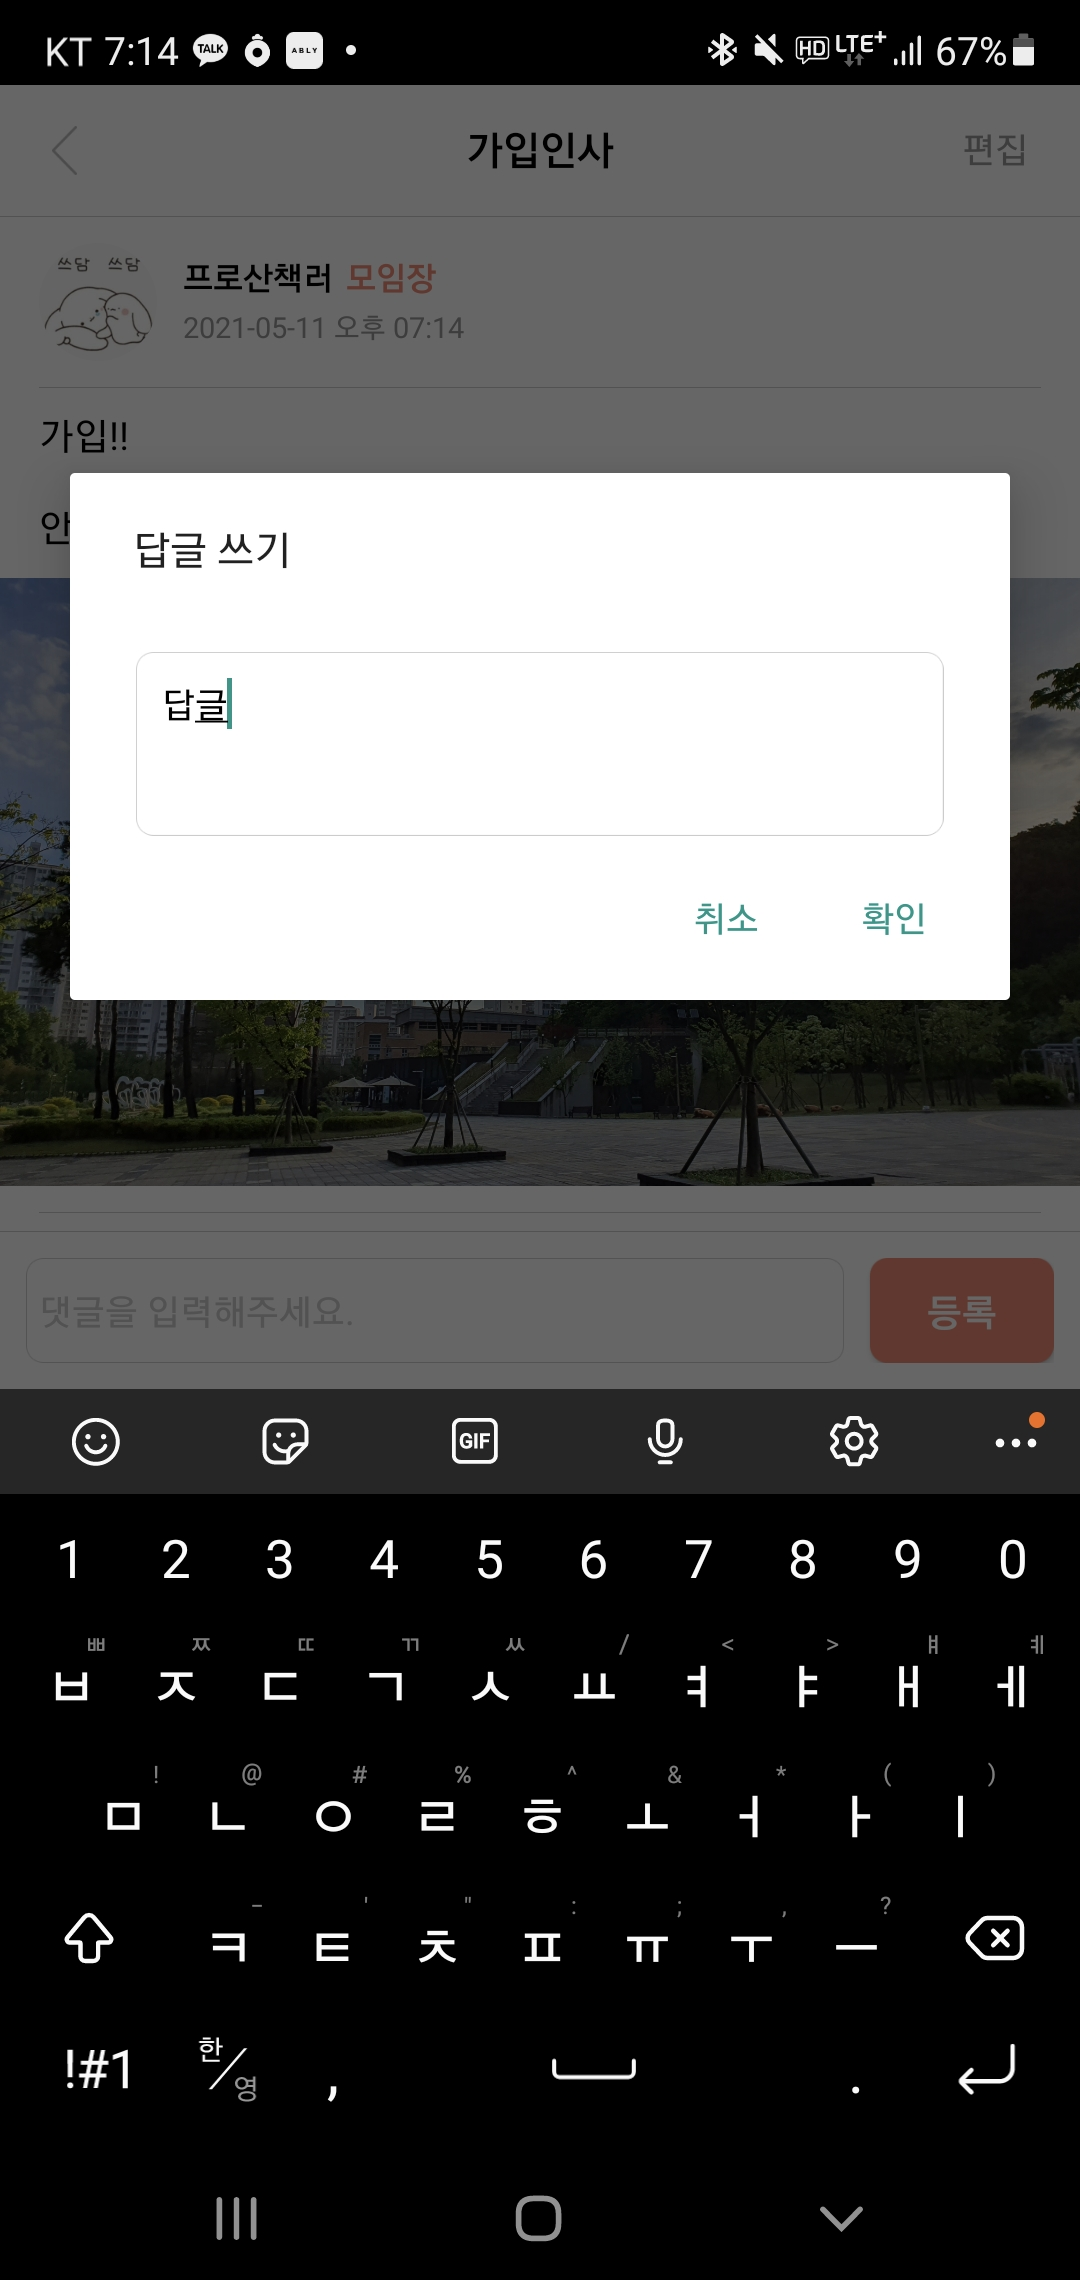 KT 7:14 TALK ABLY HD LTE+ 67%
가입인사 편집
쓰담 쓰담
프로산책러 모임장
2021-05-11 오후 07:14
가입!!
안
답글 쓰기
답글
취소 확인
댓글을 입력해주세요. 등록
GIF
1 2 3 4 5 6 7 8 9 0
ㅃ ㅉ ㄸ ㄲ ㅆ / < > ㅒ ㅖ
ㅂ ㅈ ㄷ ㄱ ㅅ ㅛ ㅕ ㅑ ㅐ ㅔ
! @ # % ^ & * ( )
ㅁ ㄴ ㅇ ㄹ ㅎ ㅗ ㅓ ㅏ ㅣ
- ' " : ; , ?
ㅋ ㅌ ㅊ ㅍ ㅠ ㅜ ㅡ
!#1 한/영 , .